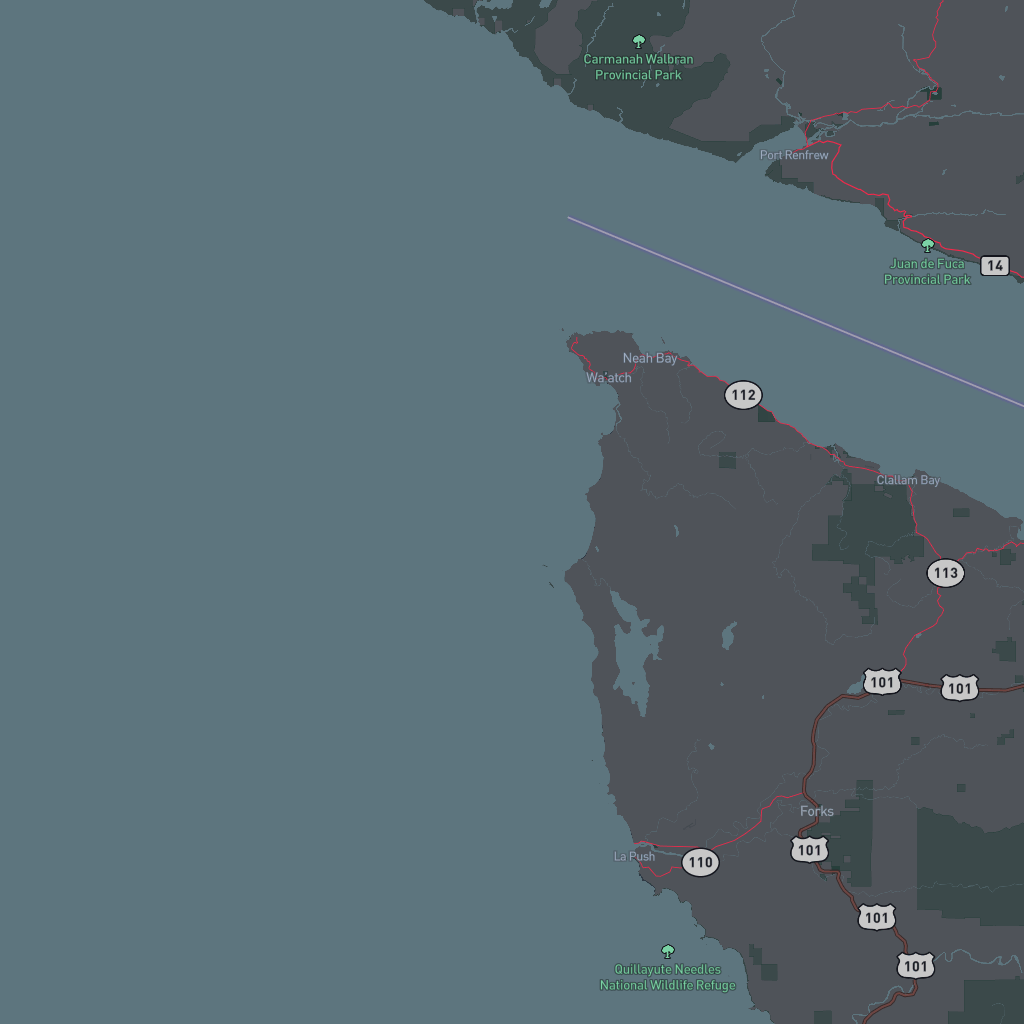 Carmanah Walbran
Provincial Park
Port Renfrew
14
Juan de Fuca
Provincial Park
Neah Bay
Wa'atch
112
Clallam Bay
113
101
101
Forks
101
La Push
110
101
101
Quillayute Needles
National Wildlife Refuge